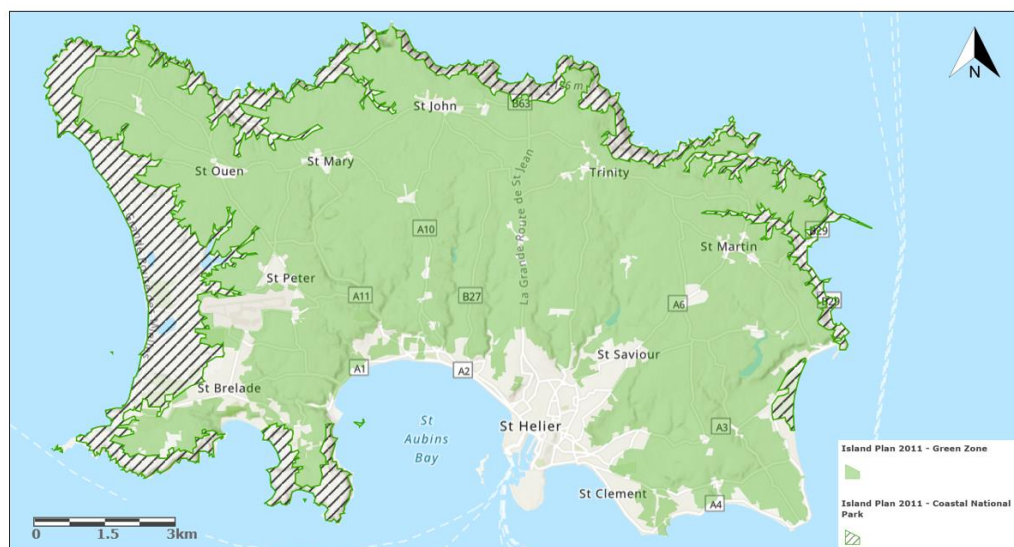 N
156 m
St John
B63
St Mary
St Ouen
Trinity
La Grande Route de St Jean
A10
St Martin
B29
St Peter
A11
B27
A6
B29
St Saviour
A1
A2
St Brelade
St
Aubins
Bay
St Helier
A3
St Clement
A4
0 1.5 3km
Island Plan 2011 - Green Zone
Island Plan 2011 - Coastal National
Park